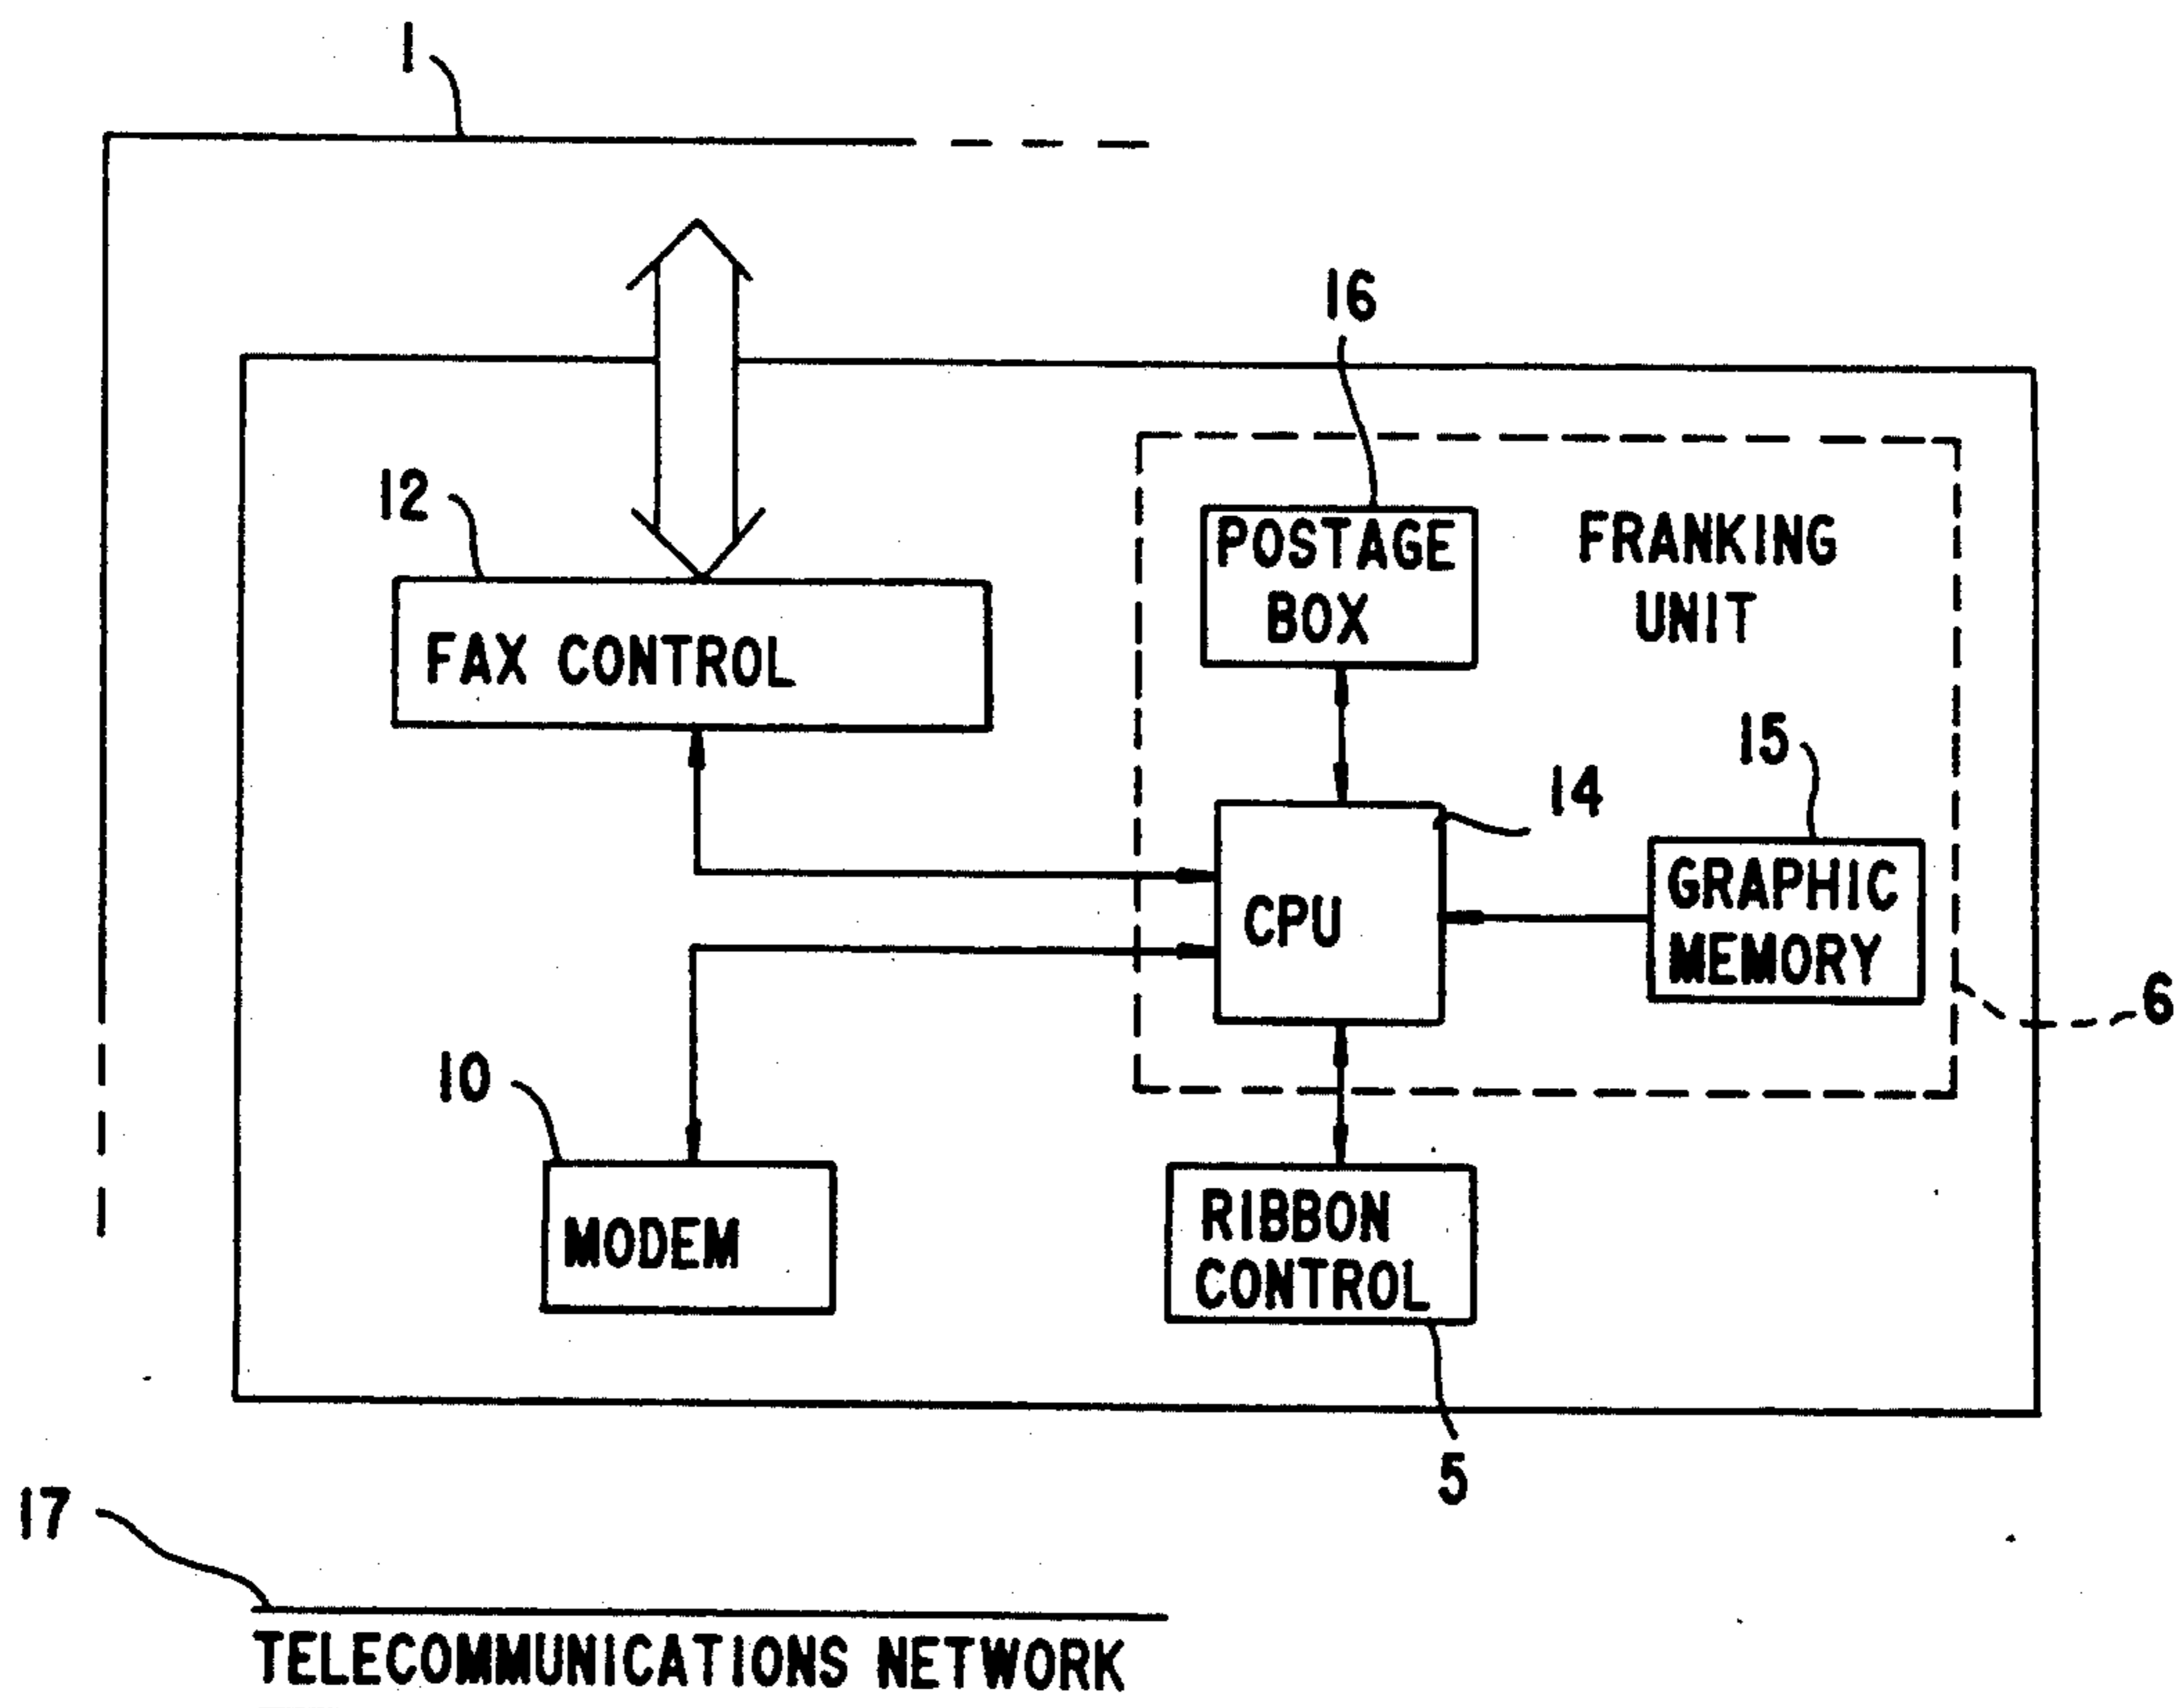 1
16
12
POSTAGE
BOX
FRANKING
UNIT
FAX CONTROL
15
14
GRAPHIC
MEMORY
CPU
6
10
MODEM
RIBBON
CONTROL
5
17
TELECOMMUNICATIONS NETWORK